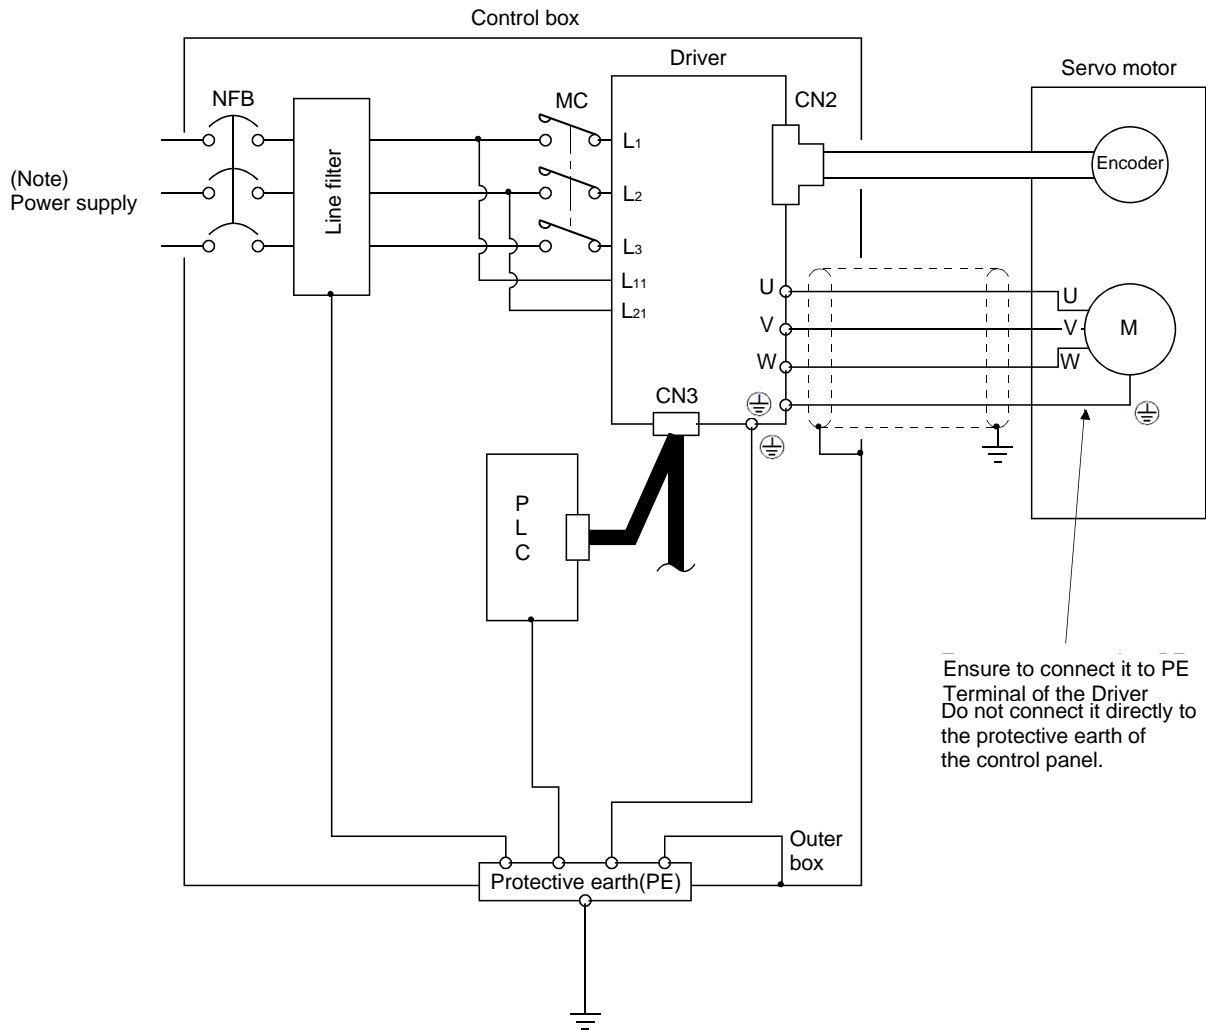 Control box
Driver
Servo motor
NFB
MC
CN2
Line filter
L1
Encoder
(Note)
Power supply
L2
L3
L11
L21
U
U
V
V
M
W
W
CN3
P
L
C
Ensure to connect it to PE
Terminal of the Driver
Do not connect it directly to
the protective earth of
the control panel.
Outer
box
Protective earth(PE)